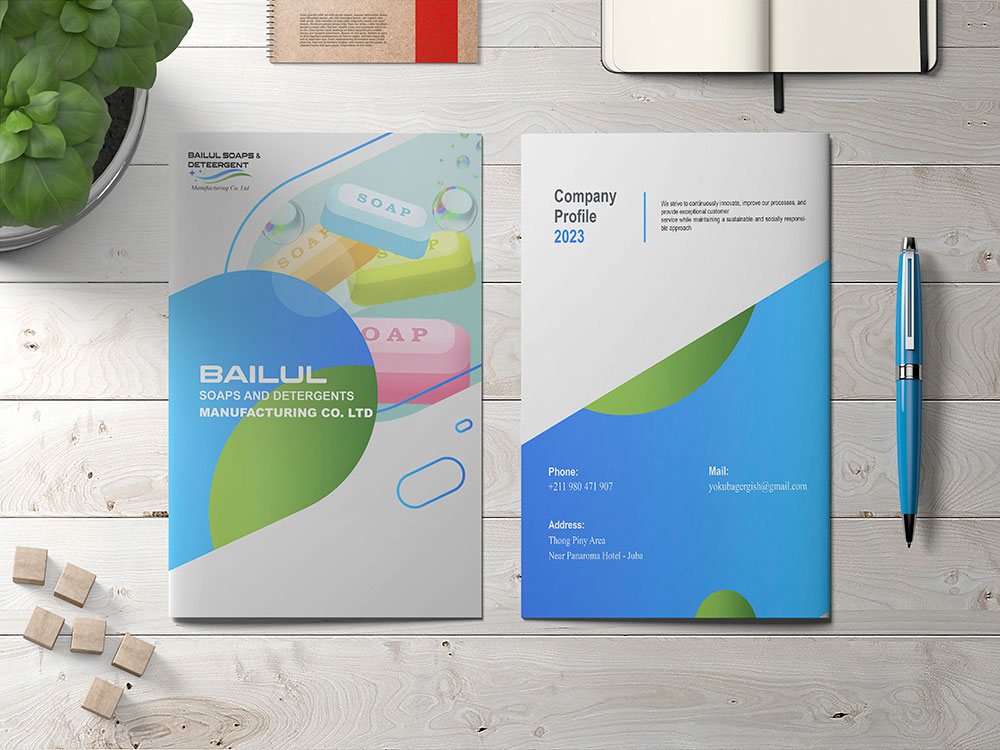 BAILUL SOAPS &
DETEERGENT
Manufacturing Co. Ltd
SOAP
SOAP
SOAP
BAILUL
SOAPS AND DETERGENTS
MANUFACTURING CO. LTD
Company
Profile
2023
We strive to continuously innovate, improve our processes, and
provide exceptional customer
service while maintaining a sustainable and socially responsi-
ble approach
Phone:
+211 980 471 907
Mail:
yokubagergish@gmail.com
Address:
Thong Piny Area
Near Panaroma Hotel - Juba